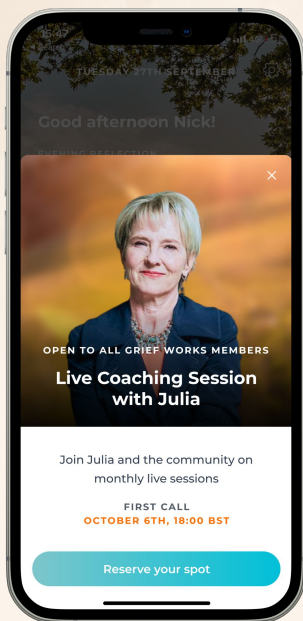 15:47
TUESDAY 27TH SEPTEMBER
Good afternoon Nick!
EVENING REFLECTION
OPEN TO ALL GRIEF WORKS MEMBERS
Live Coaching Session
with Julia
Join Julia and the community on
monthly live sessions
FIRST CALL
OCTOBER 6TH, 18:00 BST
Reserve your spot